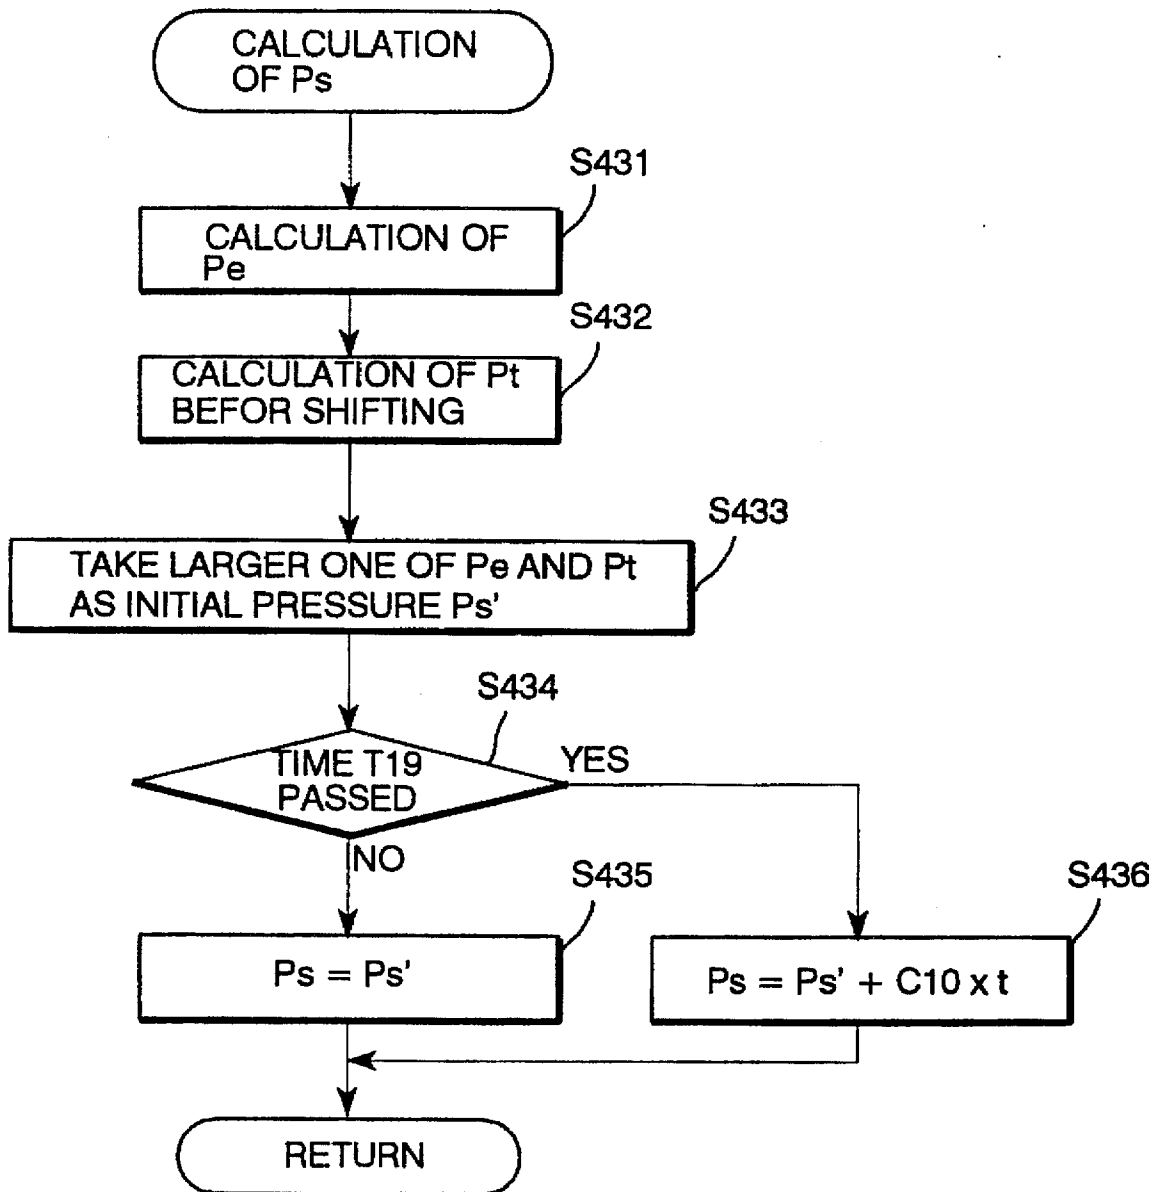 CALCULATION
OF Ps
S431
CALCULATION OF
Pe
S432
CALCULATION OF Pt
BEFOR SHIFTING
S433
TAKE LARGER ONE OF Pe AND Pt
AS INITIAL PRESSURE Ps'
S434
TIME T19
PASSED
YES
NO
S435
Ps = Ps'
S436
Ps = Ps' + C10 x t
RETURN